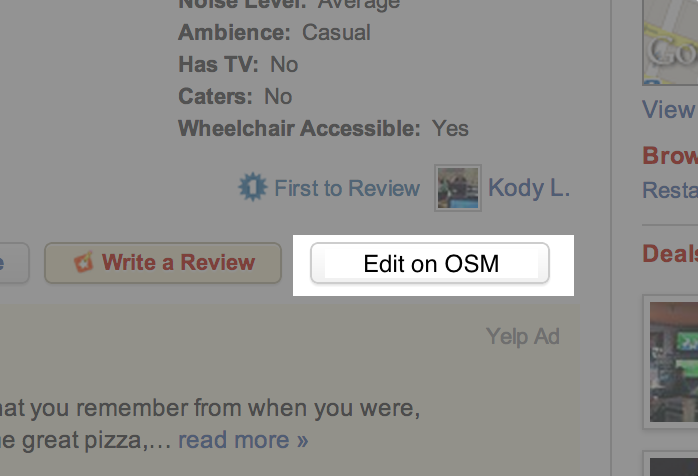 Noise Level: Average
Ambience: Casual
Has TV: No
Caters: No
Wheelchair Accessible: Yes
1 First to Review Kody L.
e
Write a Review
Edit on OSM
Yelp Ad
hat you remember from when you were,
e great pizza,... read more »
Go
View
Brow
Resta
Deals